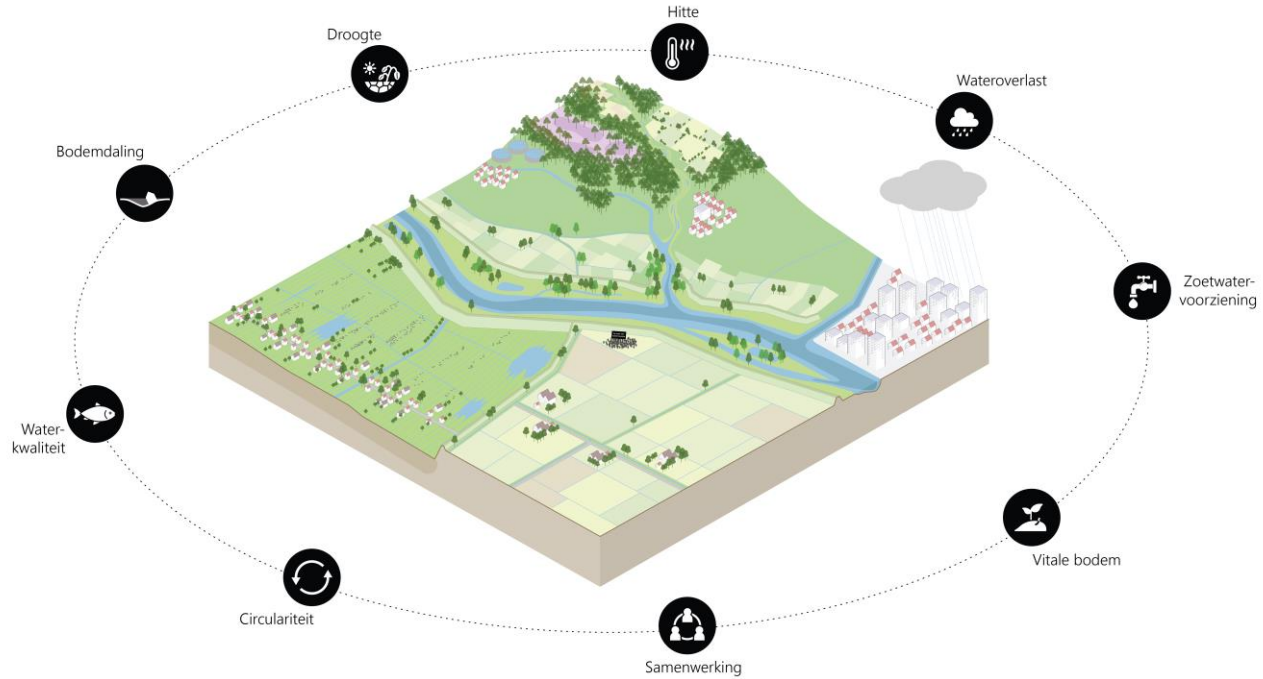 Hitte
Droogte
Wateroverlast
Bodemdaling
Zoetwater-
voorziening
Water-
kwaliteit
Vitale bodem
Circulariteit
Samenwerking